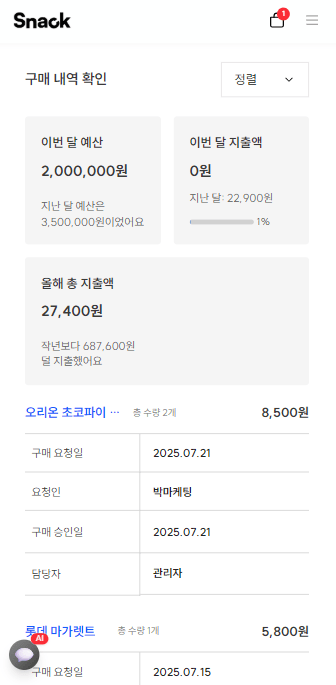 Snack
1
구매 내역 확인
정렬
이번 달 예산
2,000,000원
지난 달 예산은
3,500,000원이었어요
이번 달 지출액
0원
지난 달: 22,900원
1%
올해 총 지출액
27,400원
작년보다 687,600원
덜 지출했어요
오리온 초코파이 ... 총 수량 2개 8,500원
구매 요청일 2025.07.21
요청인 박마케팅
구매 승인일 2025.07.21
담당자 관리자
롯데 마가렛트 총 수량 1개 5,800원
AI
구매 요청일 2025.07.15